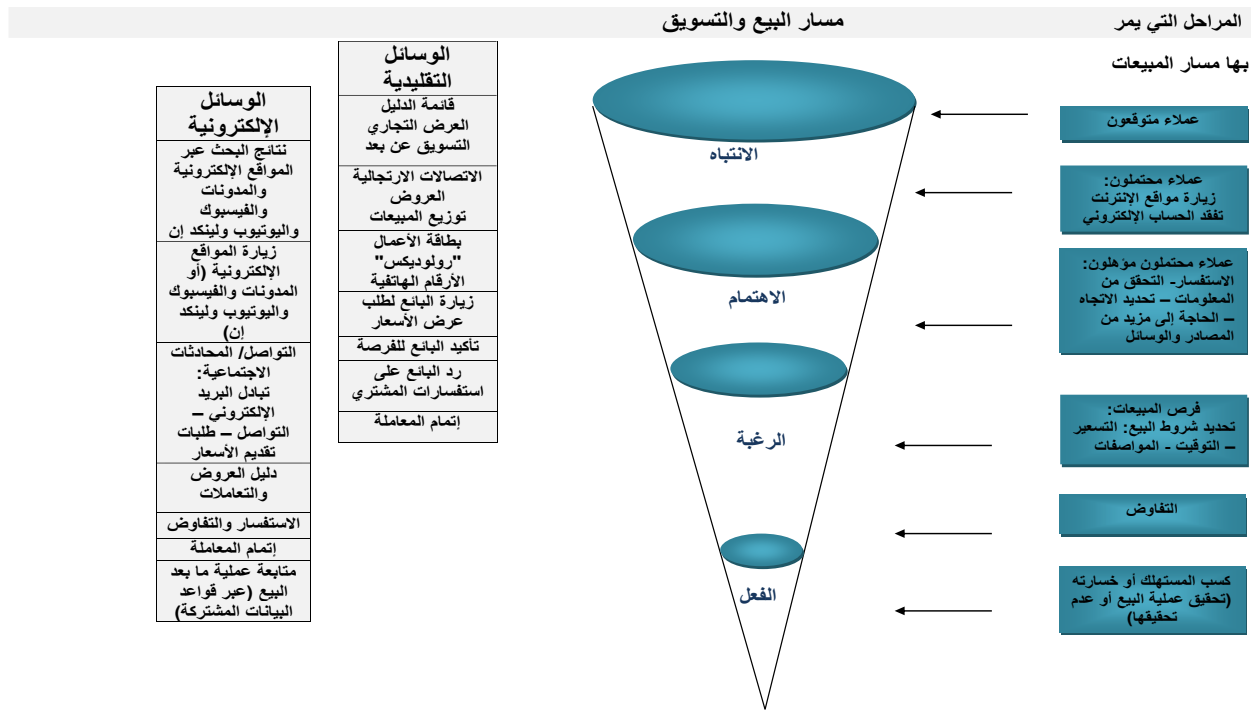 المراحل التي يمر
بها مسار المبيعات
عملاء متوقعون
عملاء محتملون:
زيارة مواقع الإنترنت
تفقد الحساب الإلكتروني
عملاء محتملون مؤهلون:
الاستفسار- التحقق من
المعلومات – تحديد الاتجاه
– الحاجة إلى مزيد من
المصادر والوسائل
فرص المبيعات:
تحديد شروط البيع: التسعير
– التوقيت - المواصفات
التفاوض
كسب المستهلك أو خسارته
(تحقيق عملية البيع أو عدم
تحقيقها)
مسار البيع والتسويق
الانتباه
الاهتمام
الرغبة
الفعل
الوسائل
التقليدية
قائمة الدليل
العرض التجاري
التسويق عن بعد
الاتصالات الارتجالية
العروض
توزيع المبيعات
بطاقة الأعمال
"رولوديكس"
الأرقام الهاتفية
زيارة البائع لطلب
عرض الأسعار
تأكيد البائع للفرصة
رد البائع على
استفسارات المشتري
إتمام المعاملة
الوسائل
الإلكترونية
نتائج البحث عبر
المواقع الإلكترونية
والمدونات
والفيسبوك
واليوتيوب ولينكد إن
زيارة المواقع
الإلكترونية (أو
المدونات والفيسبوك
واليوتيوب ولينكد
إن)
التواصل/ المحادثات
الاجتماعية:
تبادل البريد
الإلكتروني –
التواصل – طلبات
تقديم الأسعار
دليل العروض
والتعاملات
الاستفسار والتفاوض
إتمام المعاملة
متابعة عملية ما بعد
البيع (عبر قواعد
البيانات المشتركة)